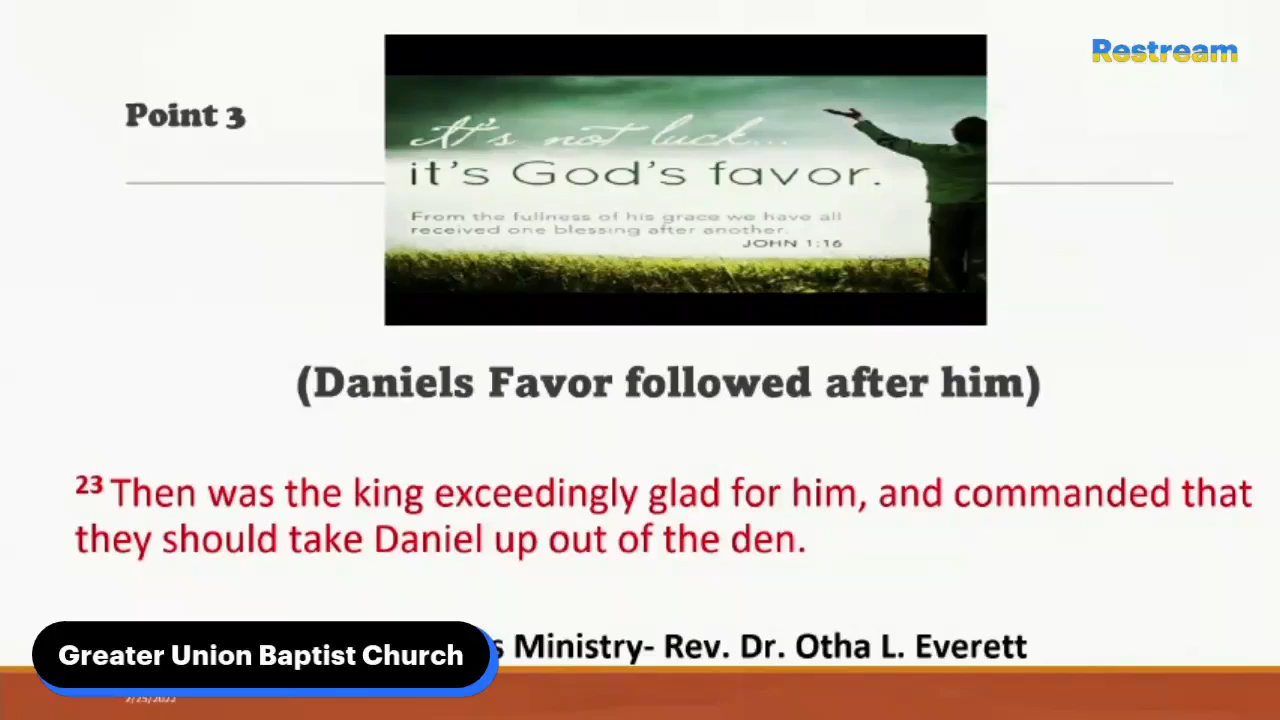 Restream
Point 3
It's not luck...
it's God's favor.
From the fullness of his grace we have all
received one blessing after another.
JOHN 1:16
(Daniels Favor followed after him)
23 Then was the king exceedingly glad for him, and commanded that
they should take Daniel up out of the den.
Greater Union Baptist Church
s Ministry- Rev. Dr. Otha L. Everett